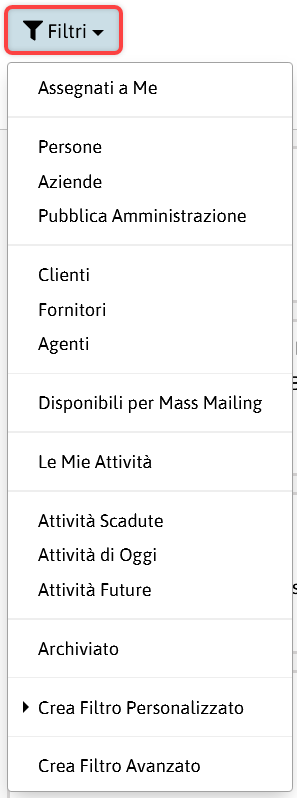 Filtri
Assegnati a Me
Persone
Aziende
Pubblica Amministrazione
Clienti
Fornitori
Agenti
Disponibili per Mass Mailing
Le Mie Attività
Attività Scadute
Attività di Oggi
Attività Future
Archiviato
Crea Filtro Personalizzato
Crea Filtro Avanzato